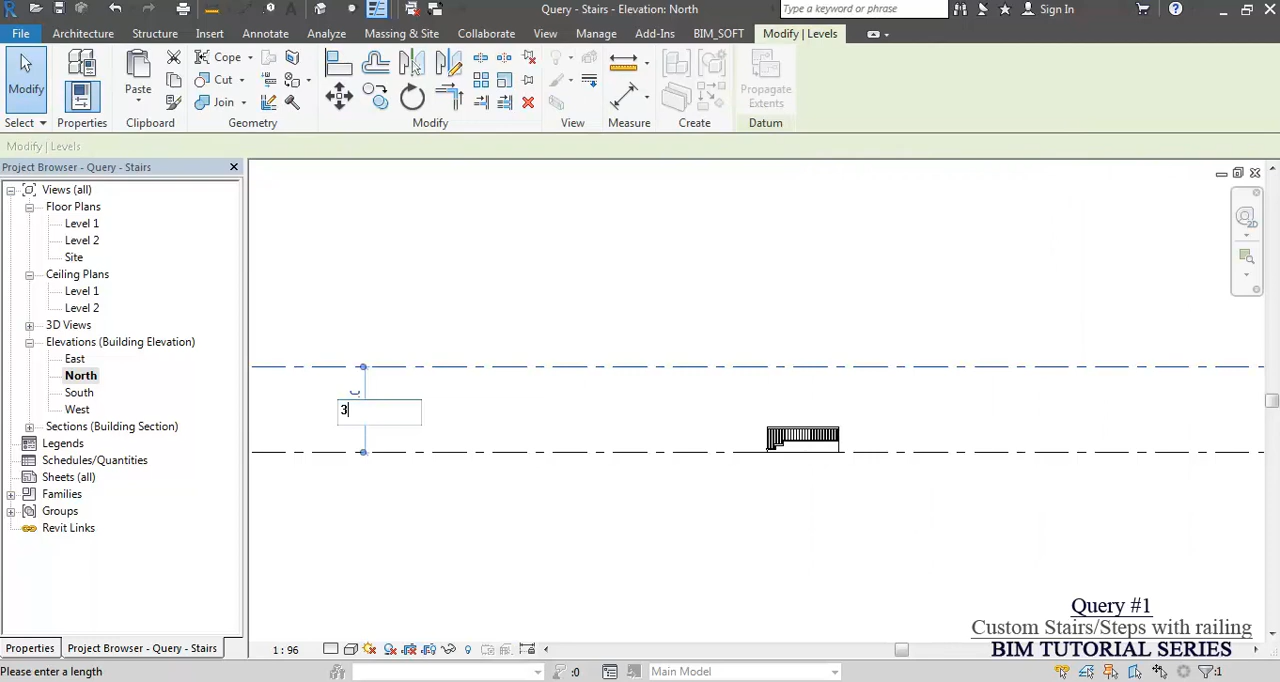 Query - Stairs - Elevation: North
Type a keyword or phrase
Sign In
File
Architecture
Structure
Insert
Annotate
Analyze
Massing & Site
Collaborate
View
Manage
Add-Ins
BIM_SOFT
Modify | Levels
Modify
Paste
Cope
Cut
Join
Propagate
Extents
Select
Properties
Clipboard
Geometry
Modify
View
Measure
Create
Datum
Modify | Levels
Project Browser - Query - Stairs
Views (all)
Floor Plans
Level 1
Level 2
Site
Ceiling Plans
Level 1
Level 2
3D Views
Elevations (Building Elevation)
East
North
South
West
Sections (Building Section)
Legends
Schedules/Quantities
Sheets (all)
Families
Groups
Revit Links
3
2D
Query #1
Custom Stairs/Steps with railing
BIM TUTORIAL SERIES
Properties
Project Browser - Query - Stairs
1 : 96
Please enter a length
:0
Main Model
:1